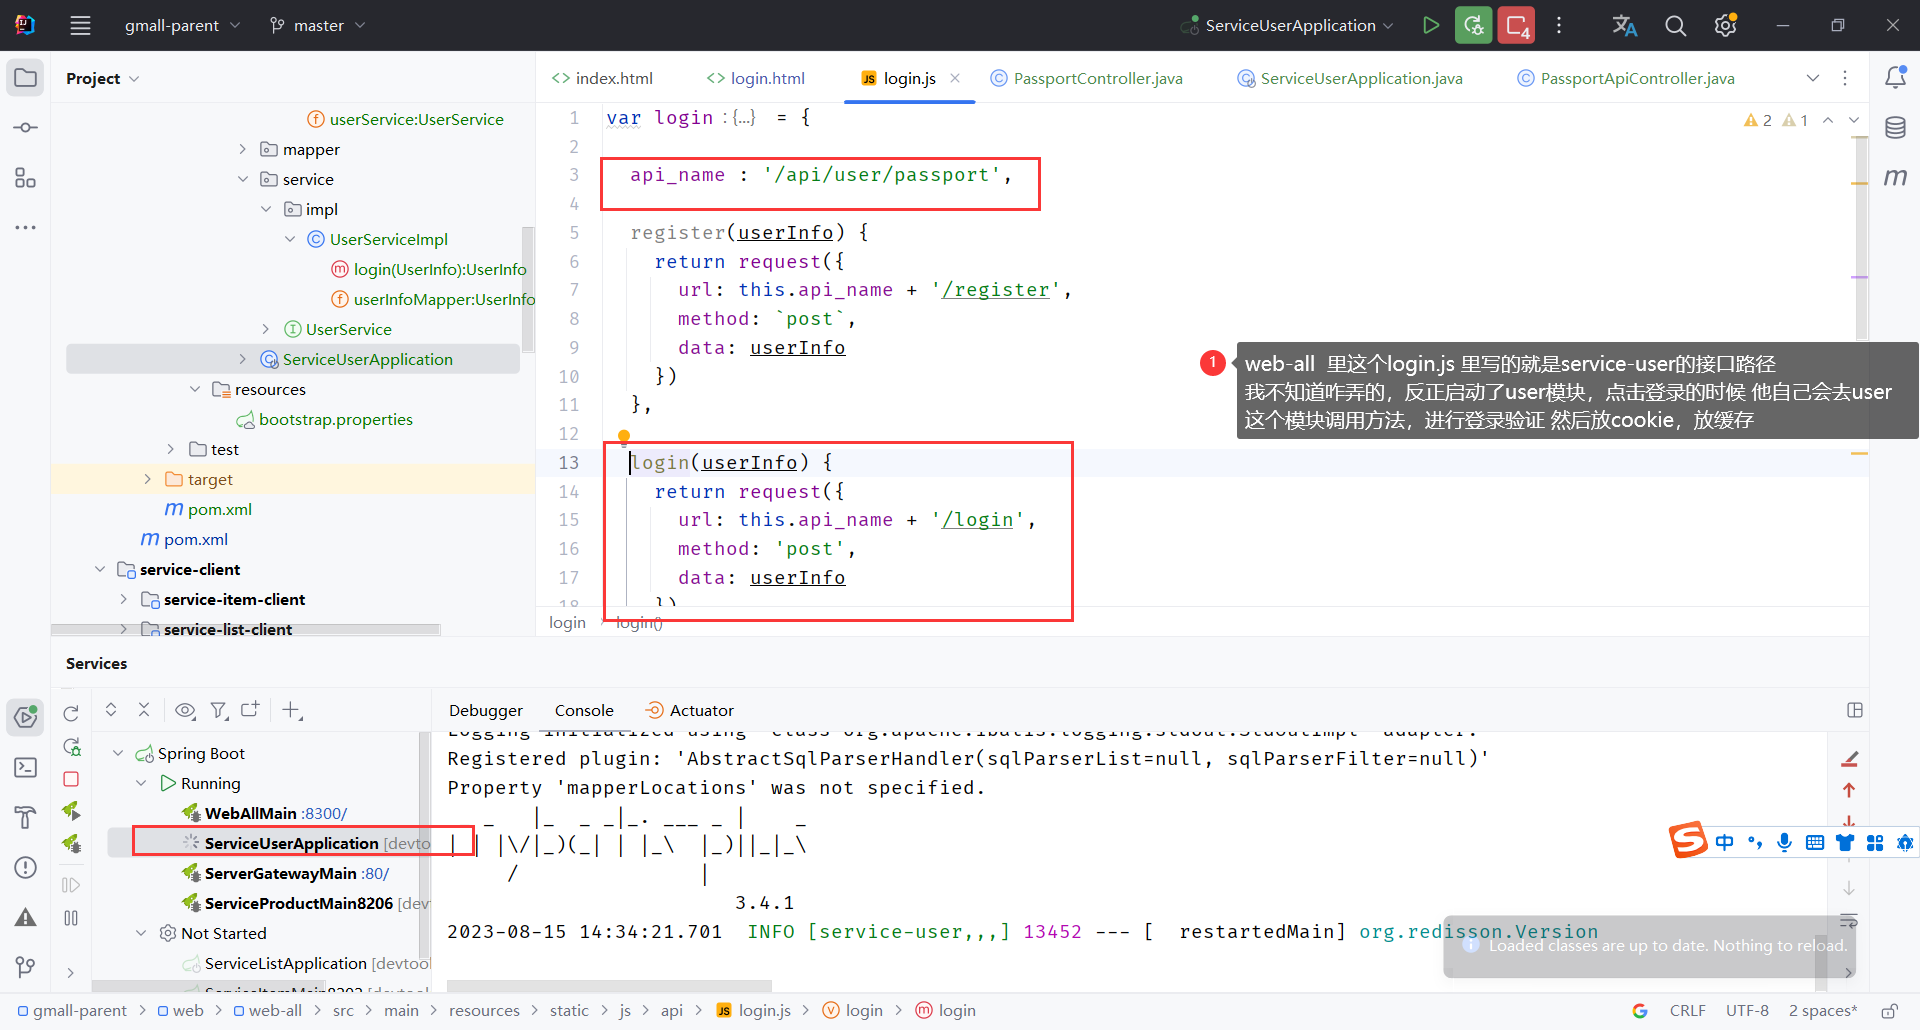 gmall-parent
master
ServiceUserApplication
4
Project
index.html
login.html
login.js
PassportController.java
ServiceUserApplication.java
PassportApiController.java
userService:UserService
mapper
service
impl
UserServiceImpl
login(UserInfo):UserInfo
userInfoMapper:UserInfo
UserService
ServiceUserApplication
resources
bootstrap.properties
test
target
pom.xml
pom.xml
service-client
service-item-client
service-list-client
2 1
1 var login :{...} = {
2
3 api_name : '/api/user/passport',
4
5 register(userInfo) {
6 return request({
7 url: this.api_name + '/register',
8 method: `post`,
9 data: userInfo
10 })
11 },
12
13 login(userInfo) {
14 return request({
15 url: this.api_name + '/login',
16 method: 'post',
17 data: userInfo
18 })
login > login()
1
web-all 里这个login.js 里写的就是service-user的接口路径
我不知道咋弄的，反正启动了user模块，点击登录的时候 他自己会去user
这个模块调用方法，进行登录验证 然后放cookie，放缓存
Services
Debugger
Console
Actuator
Spring Boot
Running
WebAllMain :8300/
ServiceUserApplication [devto
ServerGatewayMain :80/
ServiceProductMain8206 [dev
Not Started
ServiceListApplication [devtool
ServiceItemMain8202 [dev
Logging initialized using 'class org.apache.ibatis.logging.stdout.StdOutImpl' adapter.
Registered plugin: 'AbstractSqlParserHandler(sqlParserList=null, sqlParserFilter=null)'
Property 'mapperLocations' was not specified.
 _   |_  _ _|_. ___ _ |    _
| | |\/|_)(_| | |_\  |_)||_|_\
     /               |
3.4.1
2023-08-15 14:34:21.701 INFO [service-user,,,] 13452 --- [ restartedMain] org.redisson.Version
Loaded classes are up to date. Nothing to reload.
中
gmall-parent > web > web-all > src > main > resources > static > js > api > login.js > login > login
CRLF UTF-8 2 spaces*